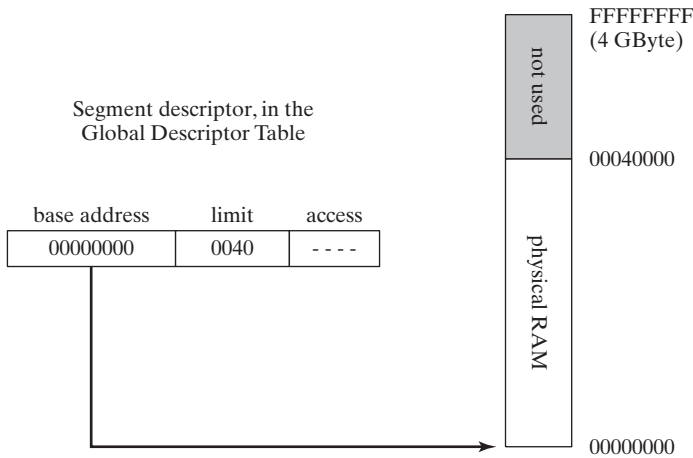 FFFFFFFF
(4 GByte)
not used
Segment descriptor, in the
Global Descriptor Table
00040000
base address limit access
00000000 0040 - - - -
physical RAM
00000000